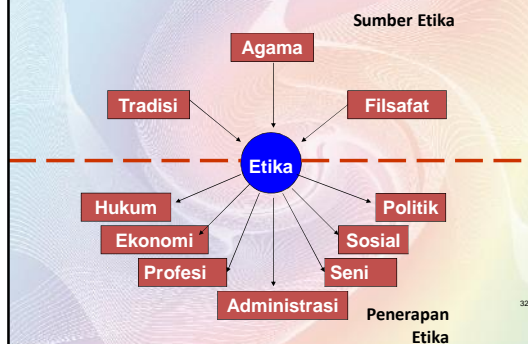 Sumber Etika
Agama
Tradisi
Filsafat
Etika
Hukum
Politik
Ekonomi
Sosial
Profesi
Seni
Administrasi
Penerapan
Etika
32